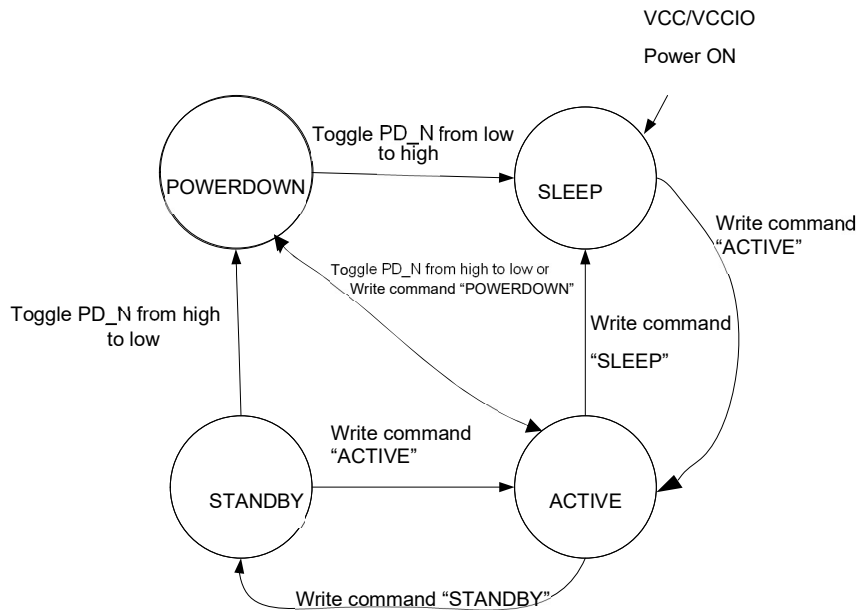 VCC/VCCIO
Power ON
Toggle PD_N from low
to high
POWERDOWN
SLEEP
Write command
“ACTIVE”
Toggle PD_N from high to low or
Write command “POWERDOWN”
Toggle PD_N from high
to low
Write command
“SLEEP”
Write command
“ACTIVE”
STANDBY
ACTIVE
Write command “STANDBY”